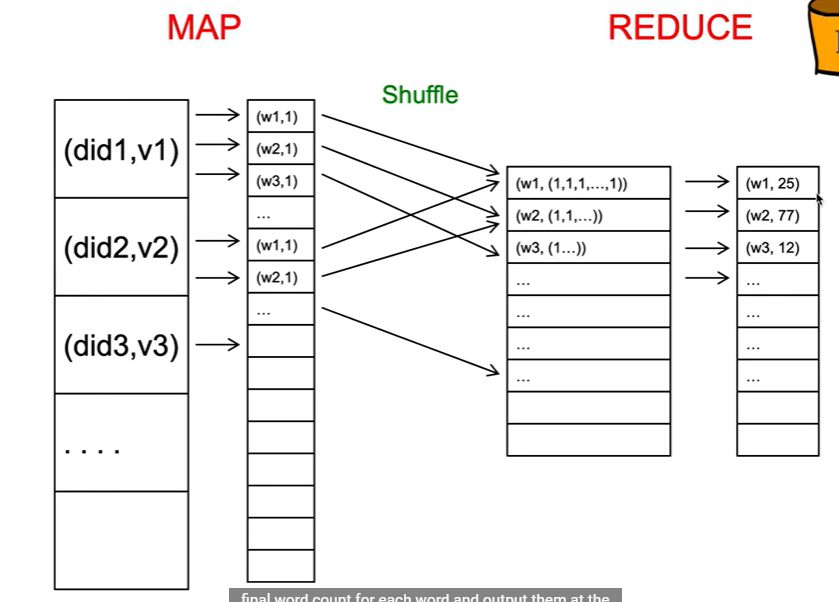 MAP
REDUCE
Shuffle
(did1,v1)
(did2,v2)
(did3,v3)
. . . .
(w1,1)
(w2,1)
(w3,1)
...
(w1,1)
(w2,1)
...
(w1, (1,1,1,...,1))
(w2, (1,1,...))
(w3, (1...))
...
...
...
...
(w1, 25)
(w2, 77)
(w3, 12)
...
...
...
...
final word count for each word and output them at the